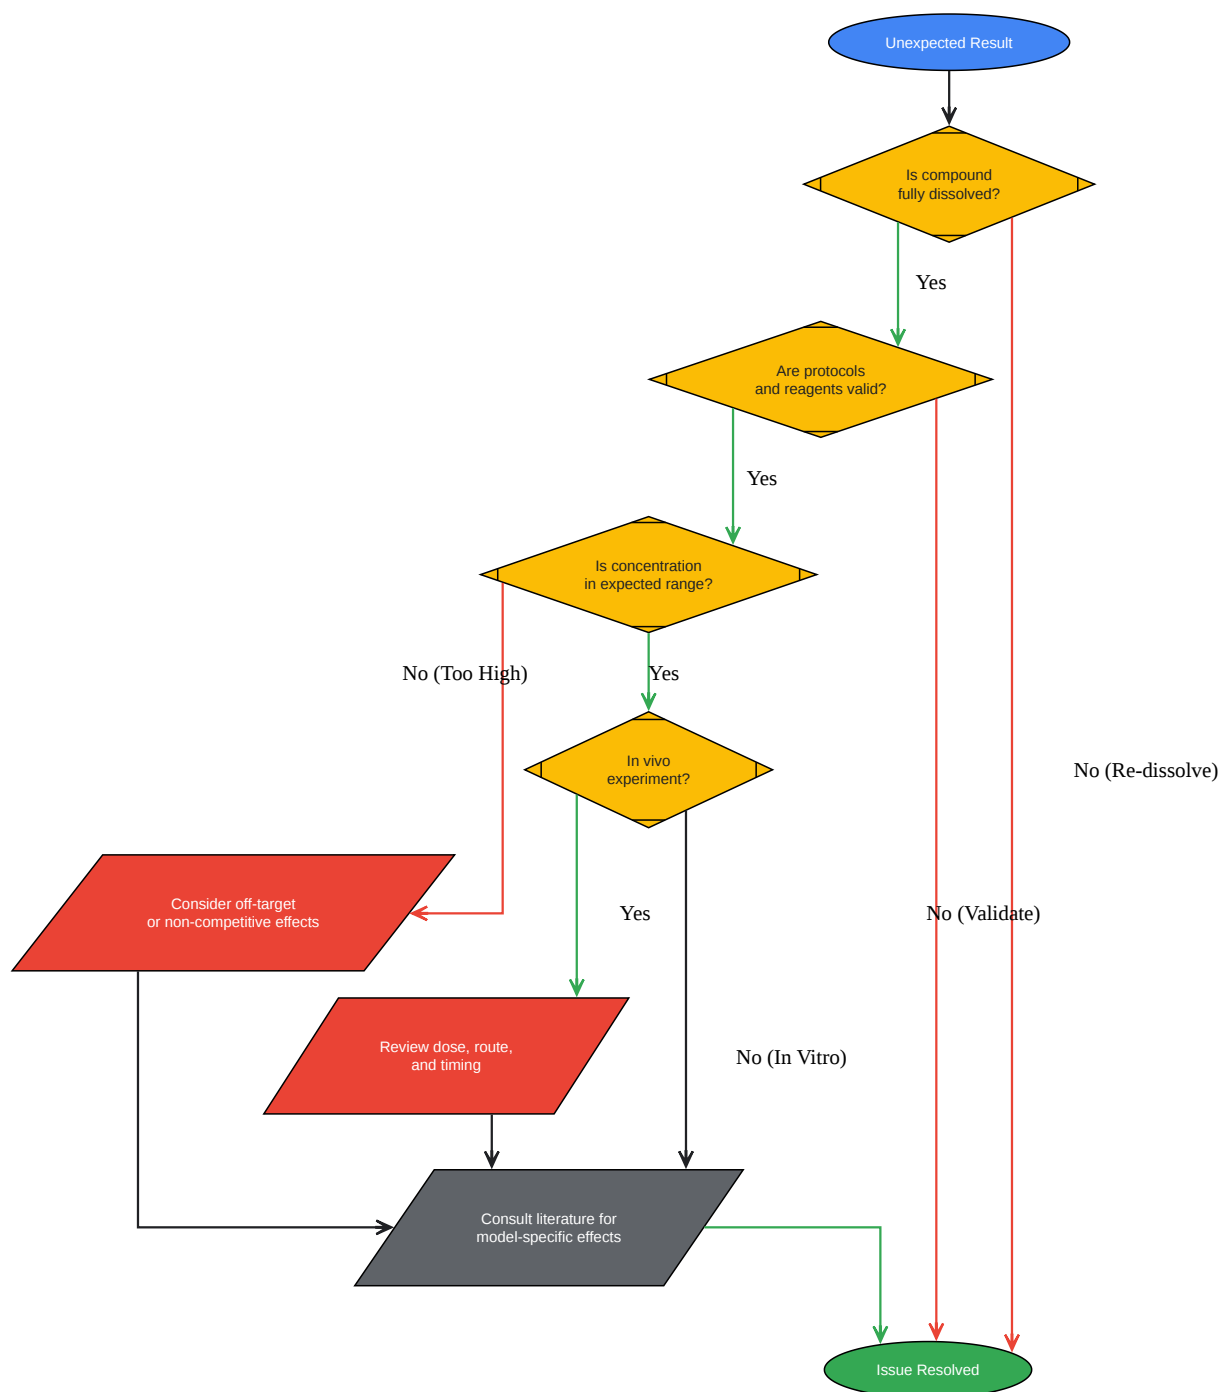 Unexpected Result
Is compound
fully dissolved?
Yes
Are protocols
and reagents valid?
Yes
Is concentration
in expected range?
No (Too High)
Yes
In vivo
experiment?
No (Re-dissolve)
Consider off-target
or non-competitive effects
Yes
No (Validate)
Review dose, route,
and timing
No (In Vitro)
Consult literature for
model-specific effects
Issue Resolved